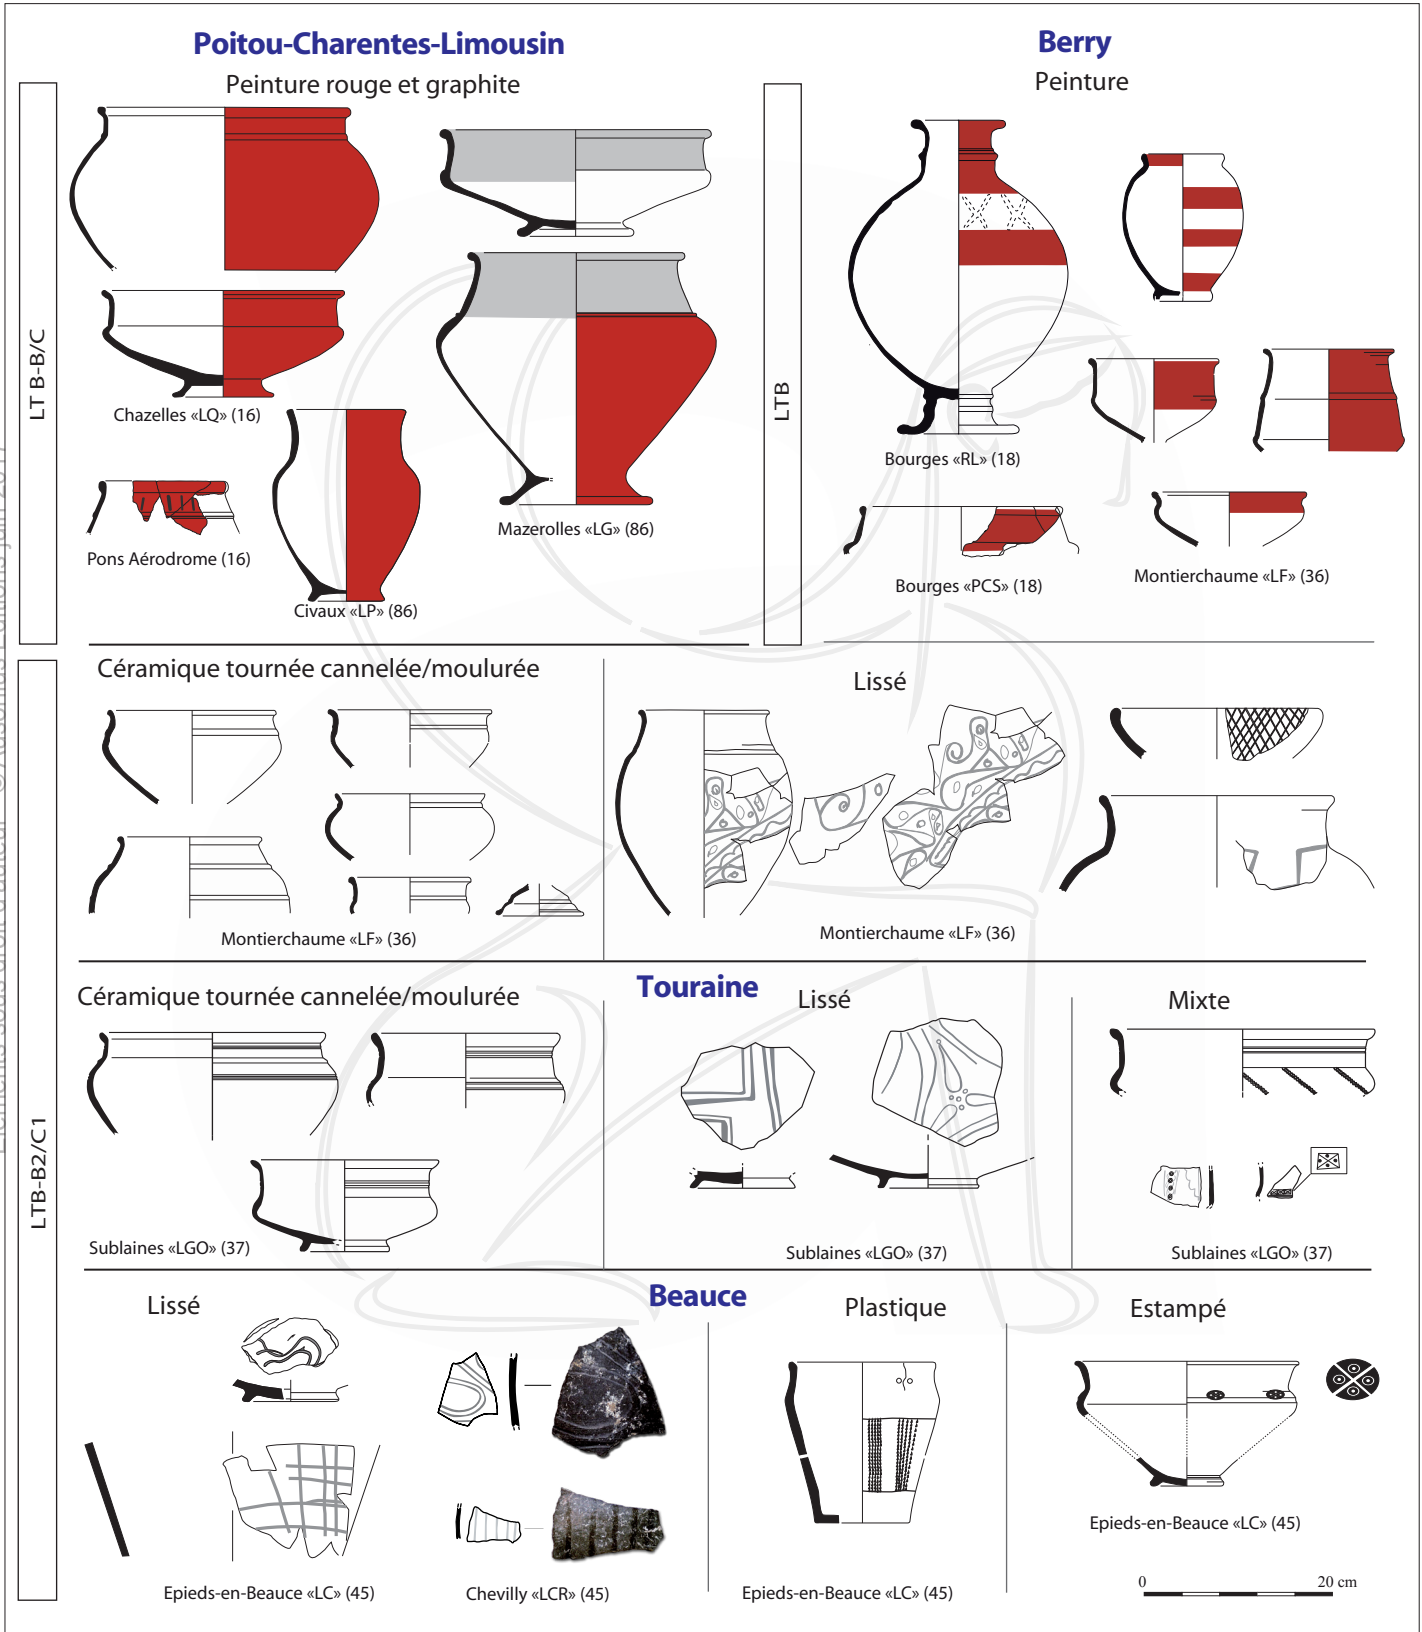 Poitou-Charentes-Limousin
Peinture rouge et graphite
Berry
Peinture
LT B-B/C
LTB
Chazelles «LQ» (16)
Pons Aérodrome (16)
Civaux «LP» (86)
Mazerolles «LG» (86)
Bourges «RL» (18)
Bourges «PCS» (18)
Montierchaume «LF» (36)
LTB-B2/C1
Céramique tournée cannelée/moulurée
Lissé
Montierchaume «LF» (36)
Montierchaume «LF» (36)
Touraine
Céramique tournée cannelée/moulurée
Lissé
Mixte
Sublaines «LGO» (37)
Sublaines «LGO» (37)
Sublaines «LGO» (37)
Beauce
Lissé
Plastique
Estampé
Epieds-en-Beauce «LC» (45)
Chevilly «LCR» (45)
Epieds-en-Beauce «LC» (45)
Epieds-en-Beauce «LC» (45)
0 20 cm